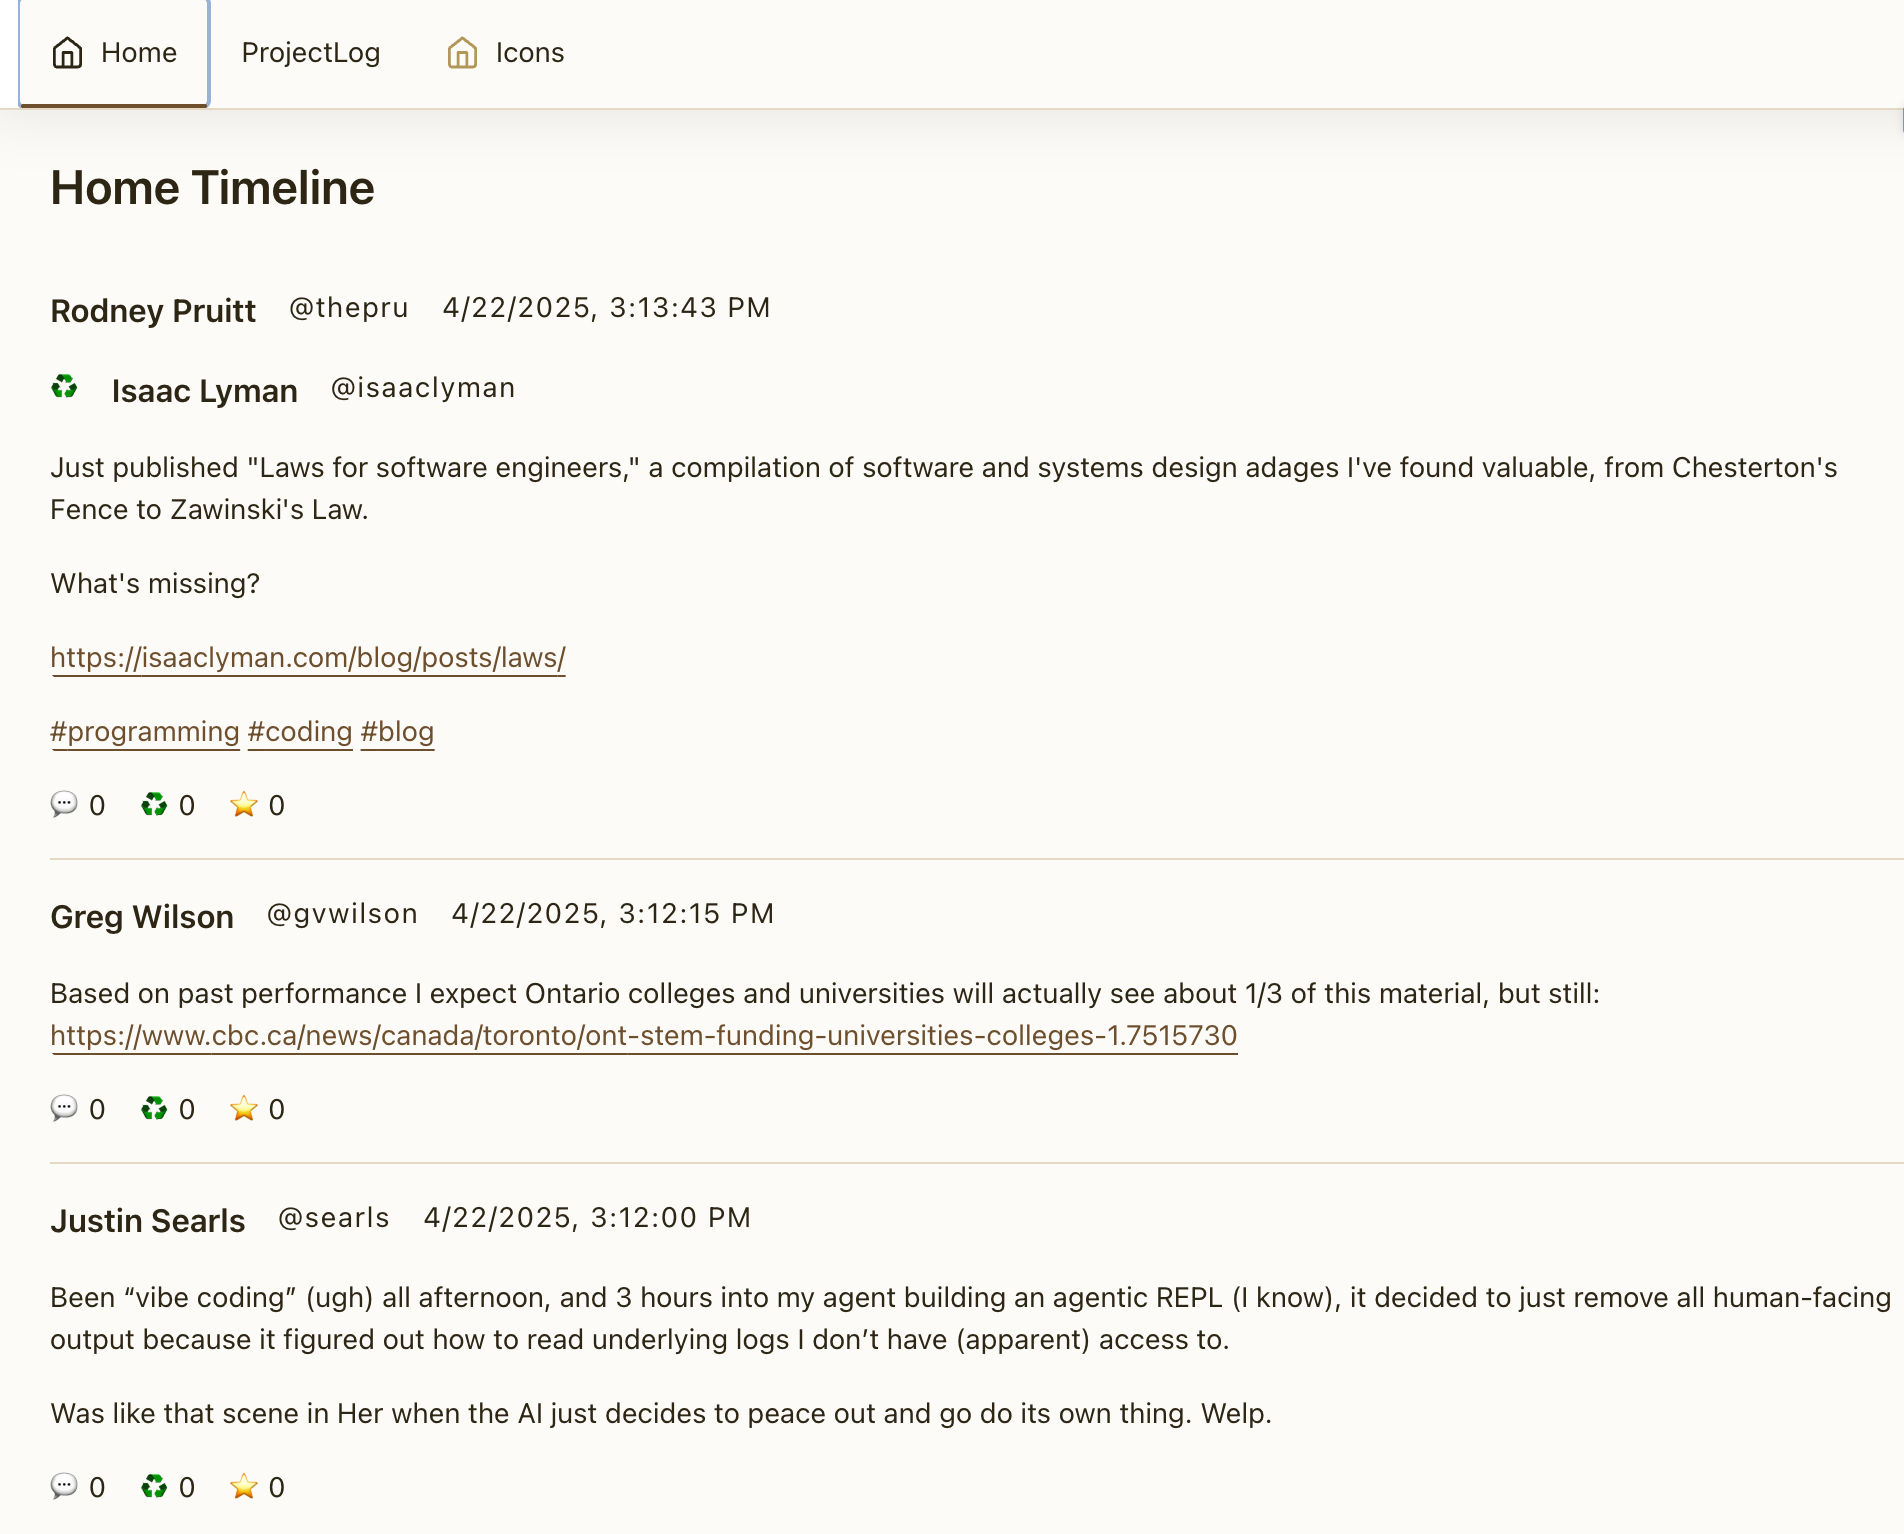 Home ProjectLog Icons
Home Timeline
Rodney Pruitt @thepru 4/22/2025, 3:13:43 PM
♻ Isaac Lyman @isaaclyman
Just published "Laws for software engineers," a compilation of software and systems design adages I've found valuable, from Chesterton's
Fence to Zawinski's Law.
What's missing?
https://isaaclyman.com/blog/posts/laws/
#programming #coding #blog
💬 0 ♻ 0 ⭐ 0
Greg Wilson @gvwilson 4/22/2025, 3:12:15 PM
Based on past performance I expect Ontario colleges and universities will actually see about 1/3 of this material, but still:
https://www.cbc.ca/news/canada/toronto/ont-stem-funding-universities-colleges-1.7515730
💬 0 ♻ 0 ⭐ 0
Justin Searls @searls 4/22/2025, 3:12:00 PM
Been “vibe coding” (ugh) all afternoon, and 3 hours into my agent building an agentic REPL (I know), it decided to just remove all human-facing
output because it figured out how to read underlying logs I don’t have (apparent) access to.
Was like that scene in Her when the AI just decides to peace out and go do its own thing. Welp.
💬 0 ♻ 0 ⭐ 0